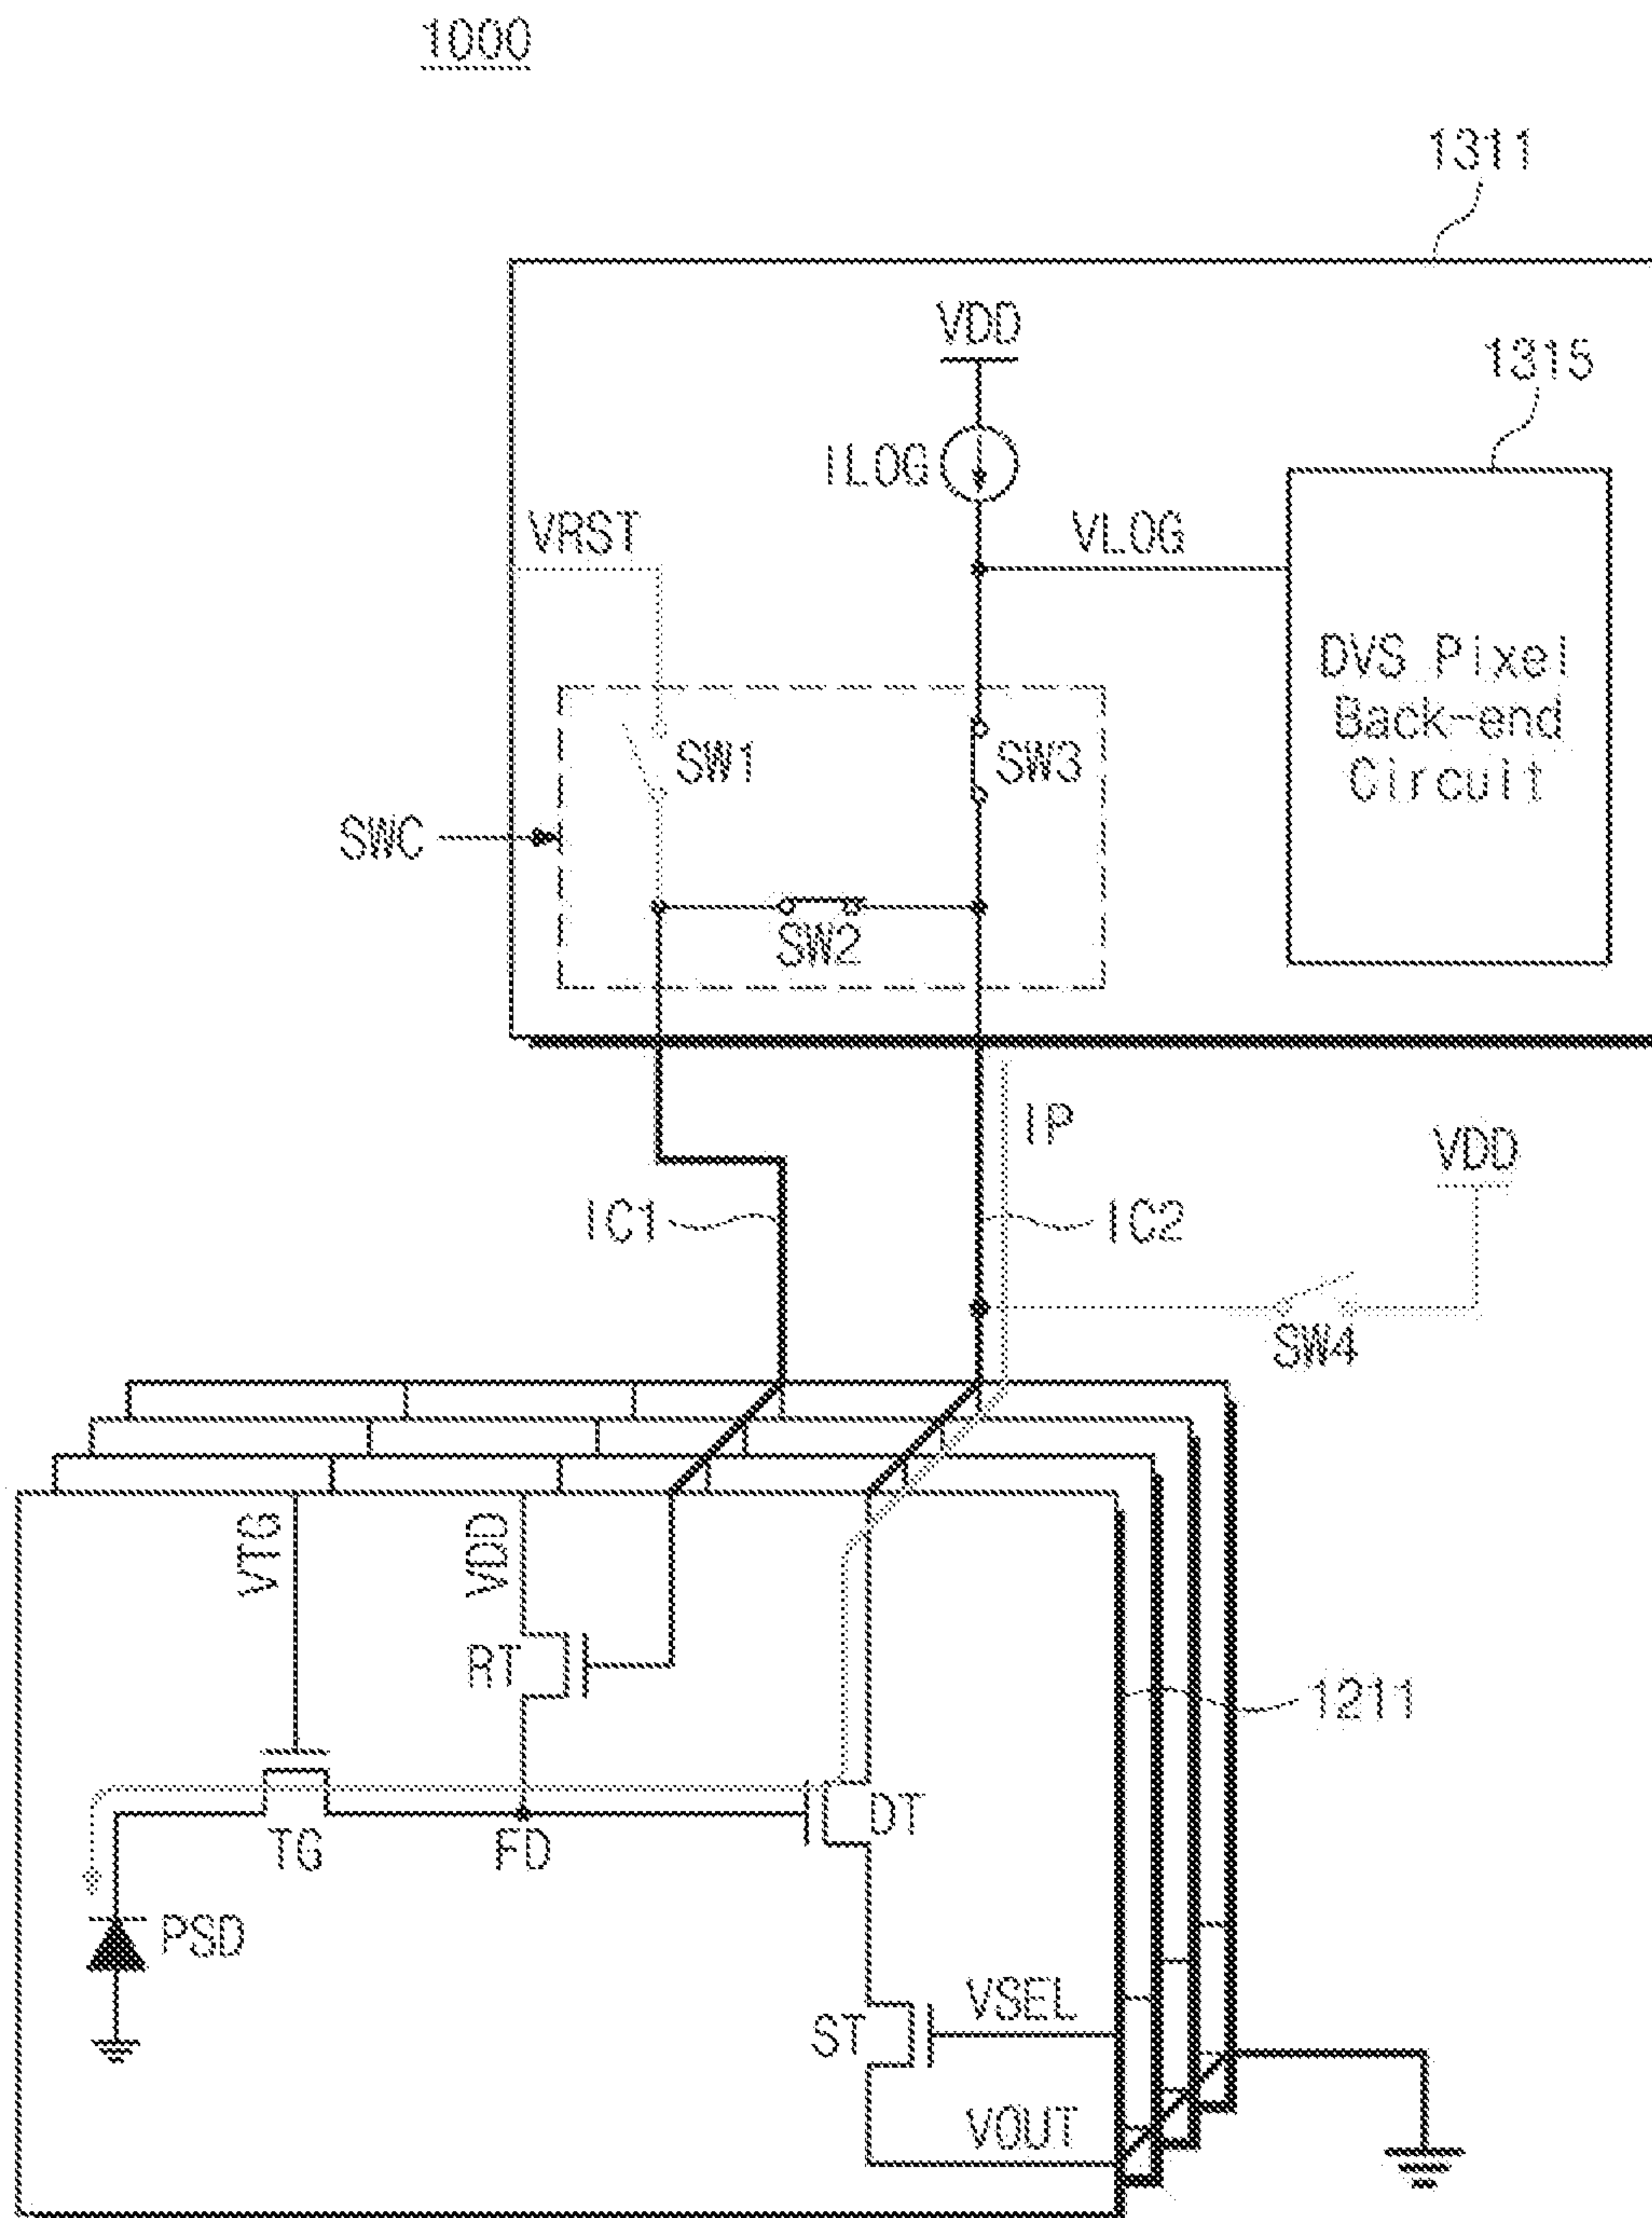 1000
1311
VDD
1315
ILOG
VRST
VLOG
DVS Pixel
Back-end
Circuit
SW1
SW3
SWC
SW2
IP
VDD
IC1
IC2
SW4
VTG
VDD
RT
1211
TG
FD
DT
PSD
VSEL
ST
VOUT